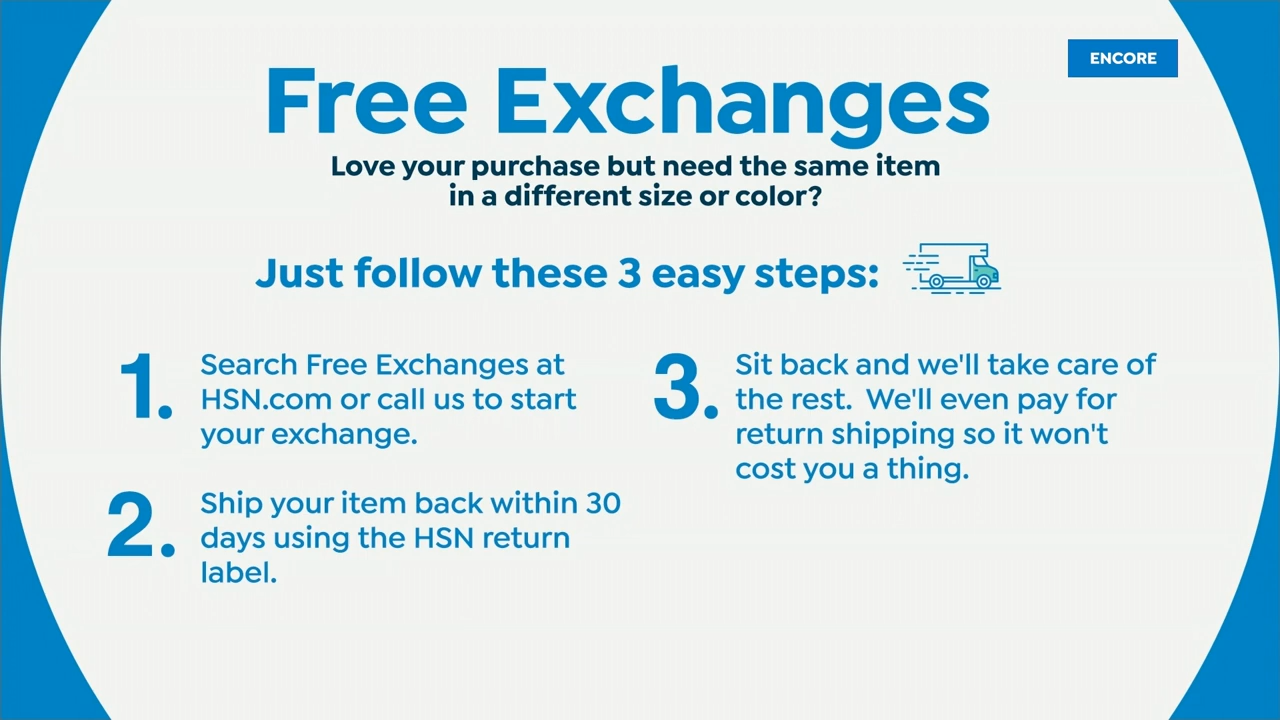 ENCORE
Free Exchanges
Love your purchase but need the same item
in a different size or color?
Just follow these 3 easy steps:
1. Search Free Exchanges at
HSN.com or call us to start
your exchange.
2. Ship your item back within 30
days using the HSN return
label.
3. Sit back and we'll take care of
the rest.  We'll even pay for
return shipping so it won't
cost you a thing.